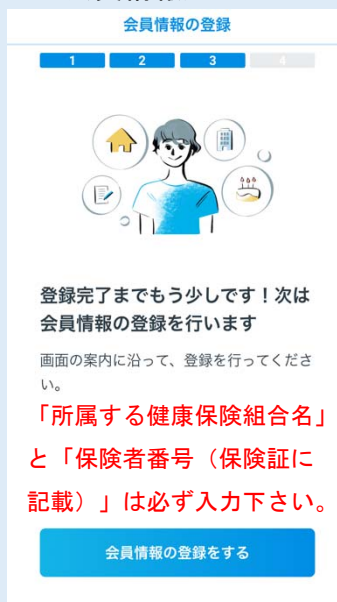 会員情報の登録
1 2 3 4
登録完了までもう少しです！次は
会員情報の登録を行います
画面の案内に沿って、登録を行ってくださ
い。
「所属する健康保険組合名」
と「保険者番号（保険証に
記載）」は必ず入力下さい。
会員情報の登録をする